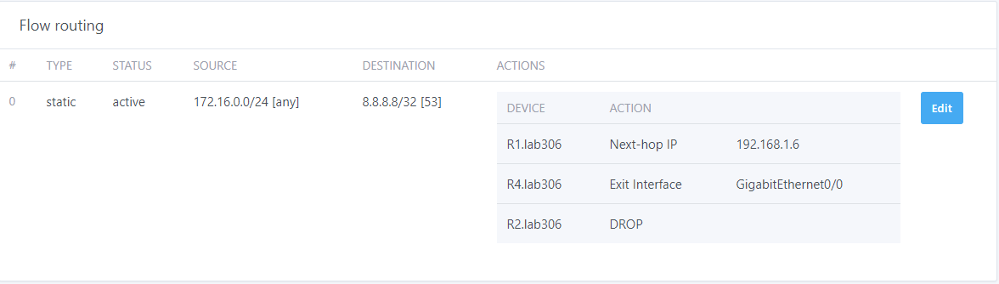 Flow routing
# TYPE STATUS SOURCE DESTINATION ACTIONS
0 static active 172.16.0.0/24 [any] 8.8.8.8/32 [53] Edit
DEVICE ACTION
R1.lab306 Next-hop IP 192.168.1.6
R4.lab306 Exit Interface GigabitEthernet0/0
R2.lab306 DROP